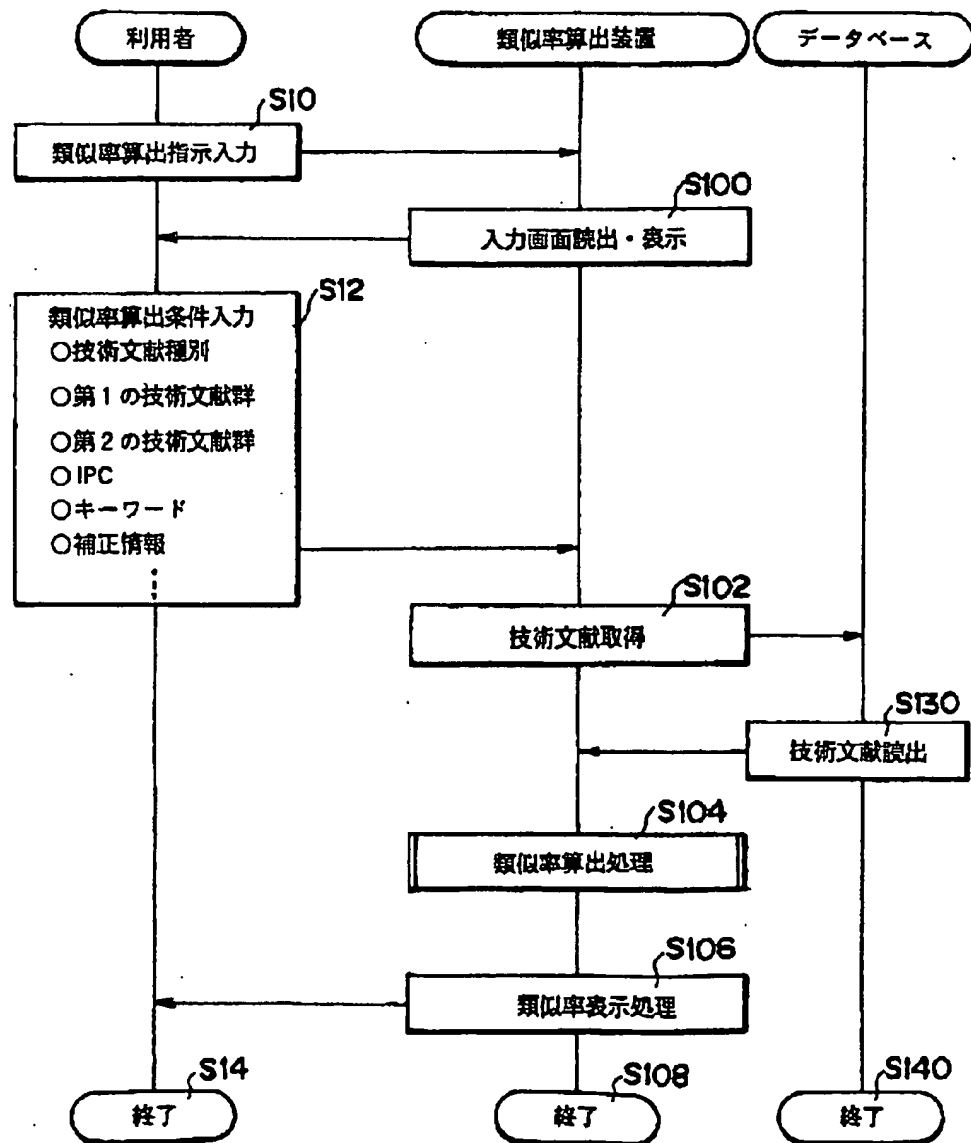 利用者
類似率算出装置
データベース
S10
類似率算出指示入力
S100
入力画面読出・表示
S12
類似率算出条件入力
○技術文献種別
○第1の技術文献群
○第2の技術文献群
○IPC
○キーワード
○補正情報
S102
技術文献取得
S130
技術文献読出
S104
類似率算出処理
S106
類似率表示処理
S14
S108
S140
終了
終了
終了